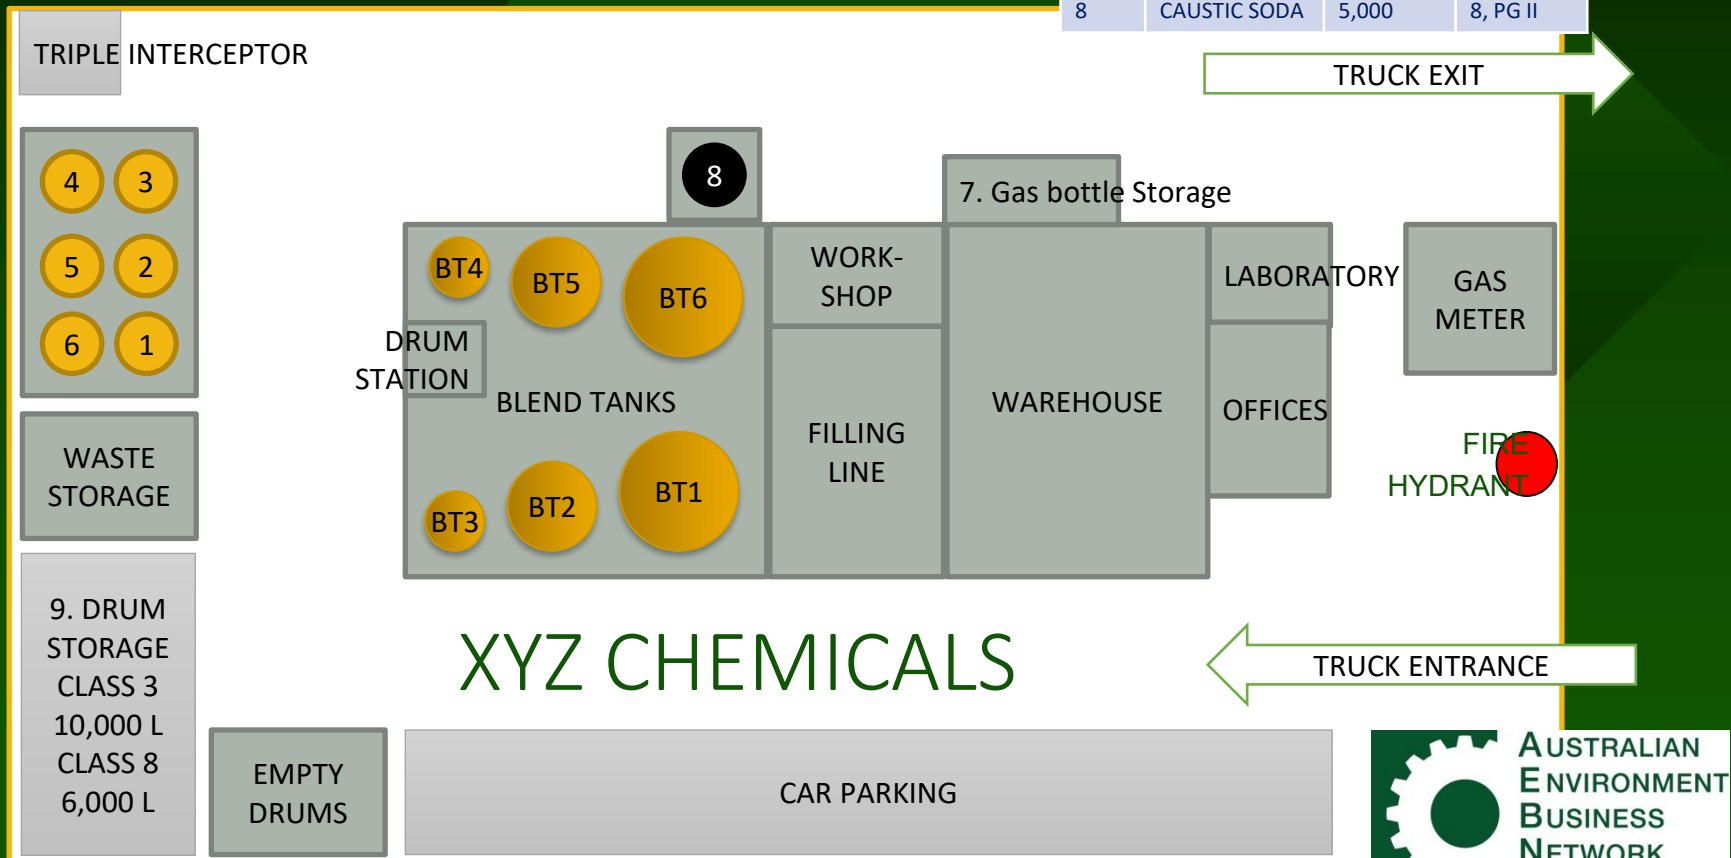 8 CAUSTIC SODA 5,000 8, PG II
TRIPLE INTERCEPTOR
TRUCK EXIT
4 3
5 2
6 1
8
7. Gas bottle Storage
BT4
BT5
BT6
WORK-
SHOP
LABORATORY
GAS
METER
DRUM
STATION
BLEND TANKS
FILLING
LINE
WAREHOUSE
OFFICES
FIRE
HYDRANT
WASTE
STORAGE
BT3
BT2
BT1
9. DRUM
STORAGE
CLASS 3
10,000 L
CLASS 8
6,000 L
XYZ CHEMICALS
TRUCK ENTRANCE
EMPTY
DRUMS
CAR PARKING
AUSTRALIAN
ENVIRONMENT
BUSINESS
NETWORK